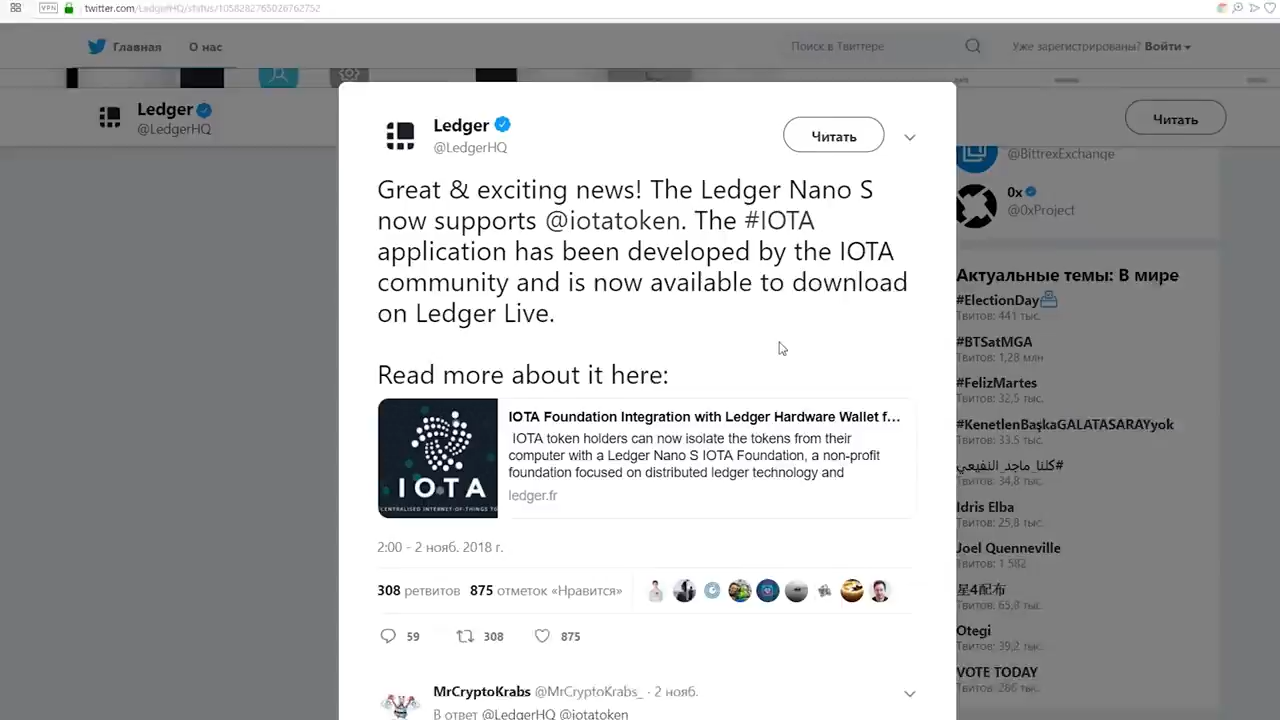 VPN
twitter.com/LedgerHQ/status/1058282765026762752
Главная
О нас
Поиск в Твиттере
Уже зарегистрированы? Войти
Ledger
@LedgerHQ
Читать
Ledger
@LedgerHQ
Читать
Great & exciting news! The Ledger Nano S
now supports @iotatoken. The #IOTA
application has been developed by the IOTA
community and is now available to download
on Ledger Live.
Read more about it here:
IOTA
IOTA Foundation Integration with Ledger Hardware Wallet f...
IOTA token holders can now isolate the tokens from their
computer with a Ledger Nano S IOTA Foundation, a non-profit
foundation focused on distributed ledger technology and
ledger.fr
2:00 - 2 нояб. 2018 г.
308 ретвитов 875 отметок «Нравится»
59 308 875
MrCryptoKrabs @MrCryptoKrabs_ · 2 нояб.
В ответ @LedgerHQ @iotatoken
@BittrexExchange
0x
@0xProject
Актуальные темы: В мире
#ElectionDay
Твитов: 441 тыс.
#BTSatMGA
Твитов: 1,28 млн
#FelizMartes
Твитов: 32,5 тыс.
#KenetlenBaşkaGALATASARAYyok
Твитов: 33,5 тыс.
#كلنا_ماجد_النفيعي
Твитов: 34,8 тыс.
Idris Elba
Твитов: 25,8 тыс.
Joel Quenneville
Твитов: 1 582
星4配布
Твитов: 65,8 тыс.
Otegi
Твитов: 39,2 тыс.
VOTE TODAY
Твитов: 286 тыс.